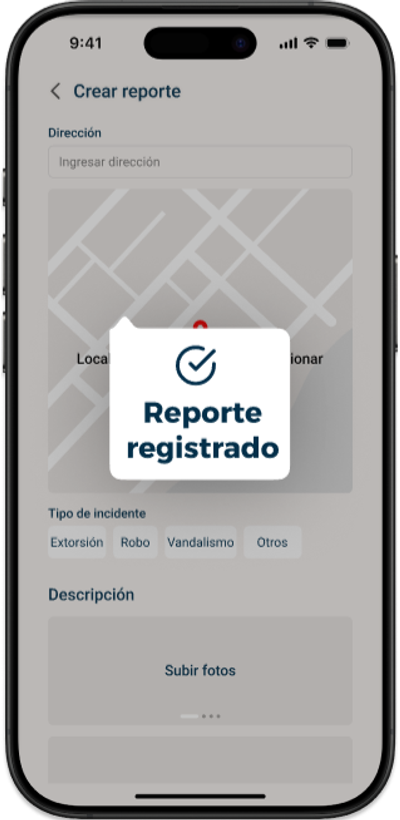 9:41
Crear reporte
Dirección
Ingresar dirección
Reporte
registrado
Tipo de incidente
Extorsión Robo Vandalismo Otros
Descripción
Subir fotos